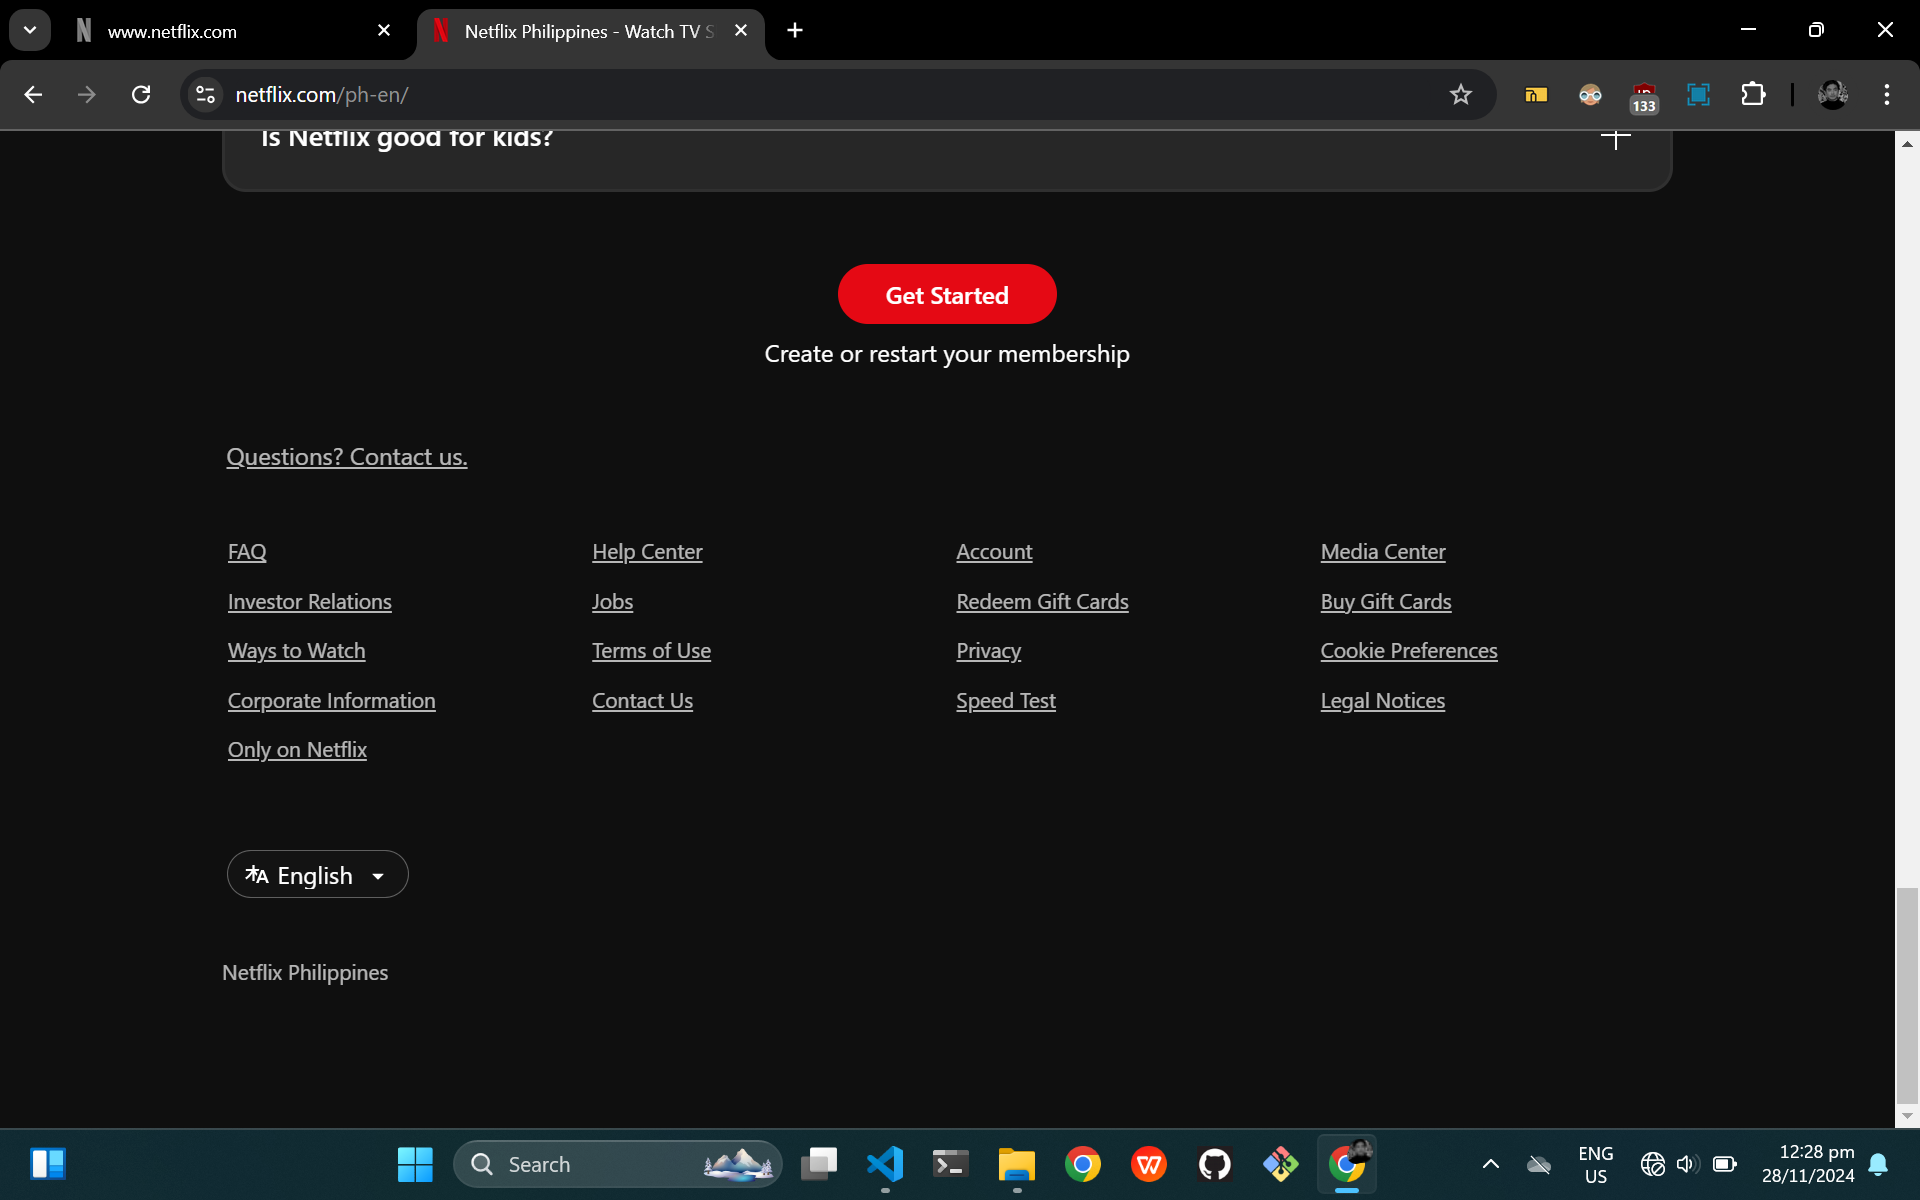 www.netflix.com
Netflix Philippines - Watch TV S
netflix.com/ph-en/
133
Is Netflix good for kids?
Get Started
Create or restart your membership
Questions? Contact us.
FAQ
Help Center
Account
Media Center
Investor Relations
Jobs
Redeem Gift Cards
Buy Gift Cards
Ways to Watch
Terms of Use
Privacy
Cookie Preferences
Corporate Information
Contact Us
Speed Test
Legal Notices
Only on Netflix
English
Netflix Philippines
Search
ENG
US
12:28 pm
28/11/2024